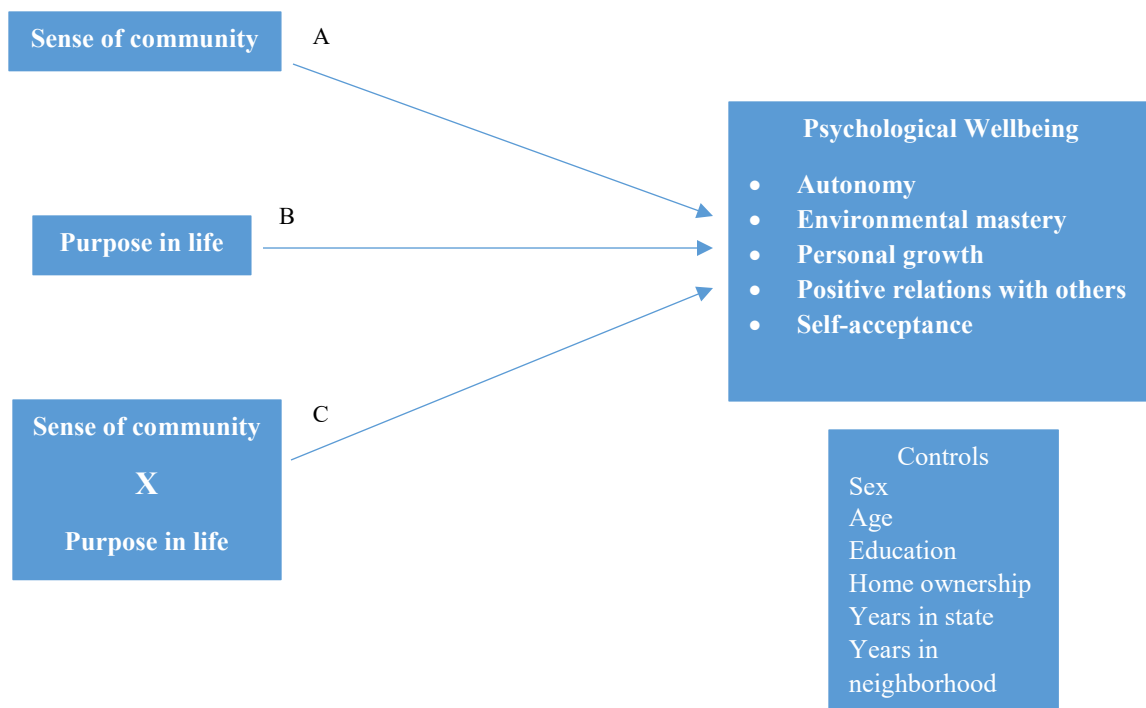 Sense of community
A
Psychological Wellbeing
• Autonomy
• Environmental mastery
• Personal growth
• Positive relations with others
• Self-acceptance
B
Purpose in life
C
Sense of community
X
Purpose in life
Controls
Sex
Age
Education
Home ownership
Years in state
Years in
neighborhood